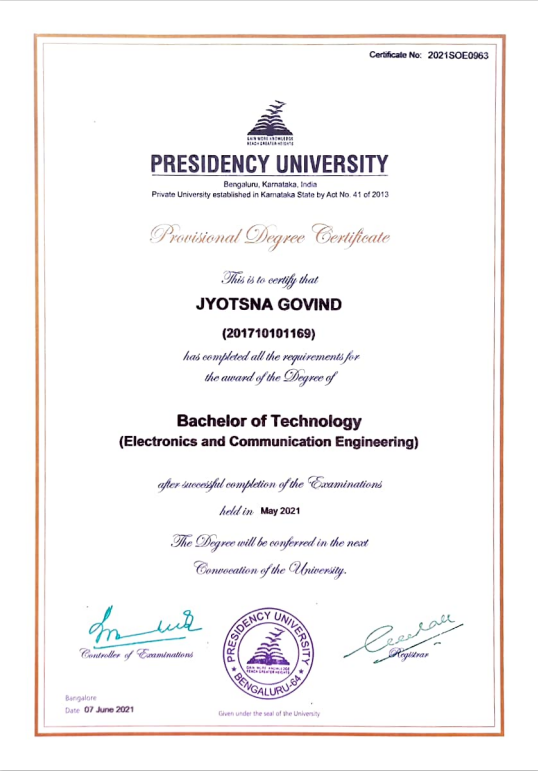 Certificate No: 2021SOE0963
GAIN MORE KNOWLEDGE
REACH GREATER HEIGHTS
PRESIDENCY UNIVERSITY
Bengaluru, Karnataka, India
Private University established in Karnataka State by Act No. 41 of 2013
Provisional Degree Certificate
This is to certify that
JYOTSNA GOVIND
(201710101169)
has completed all the requirements for
the award of the Degree of
Bachelor of Technology
(Electronics and Communication Engineering)
after successful completion of the Examinations
held in May 2021
The Degree will be conferred in the next
Convocation of the University.
Controller of Examinations
PRESIDENCY UNIVERSITY
GAIN MORE KNOWLEDGE
REACH GREATER HEIGHTS
BENGALURU-64
Registrar
Bangalore
Date 07 June 2021
Given under the seal of the University